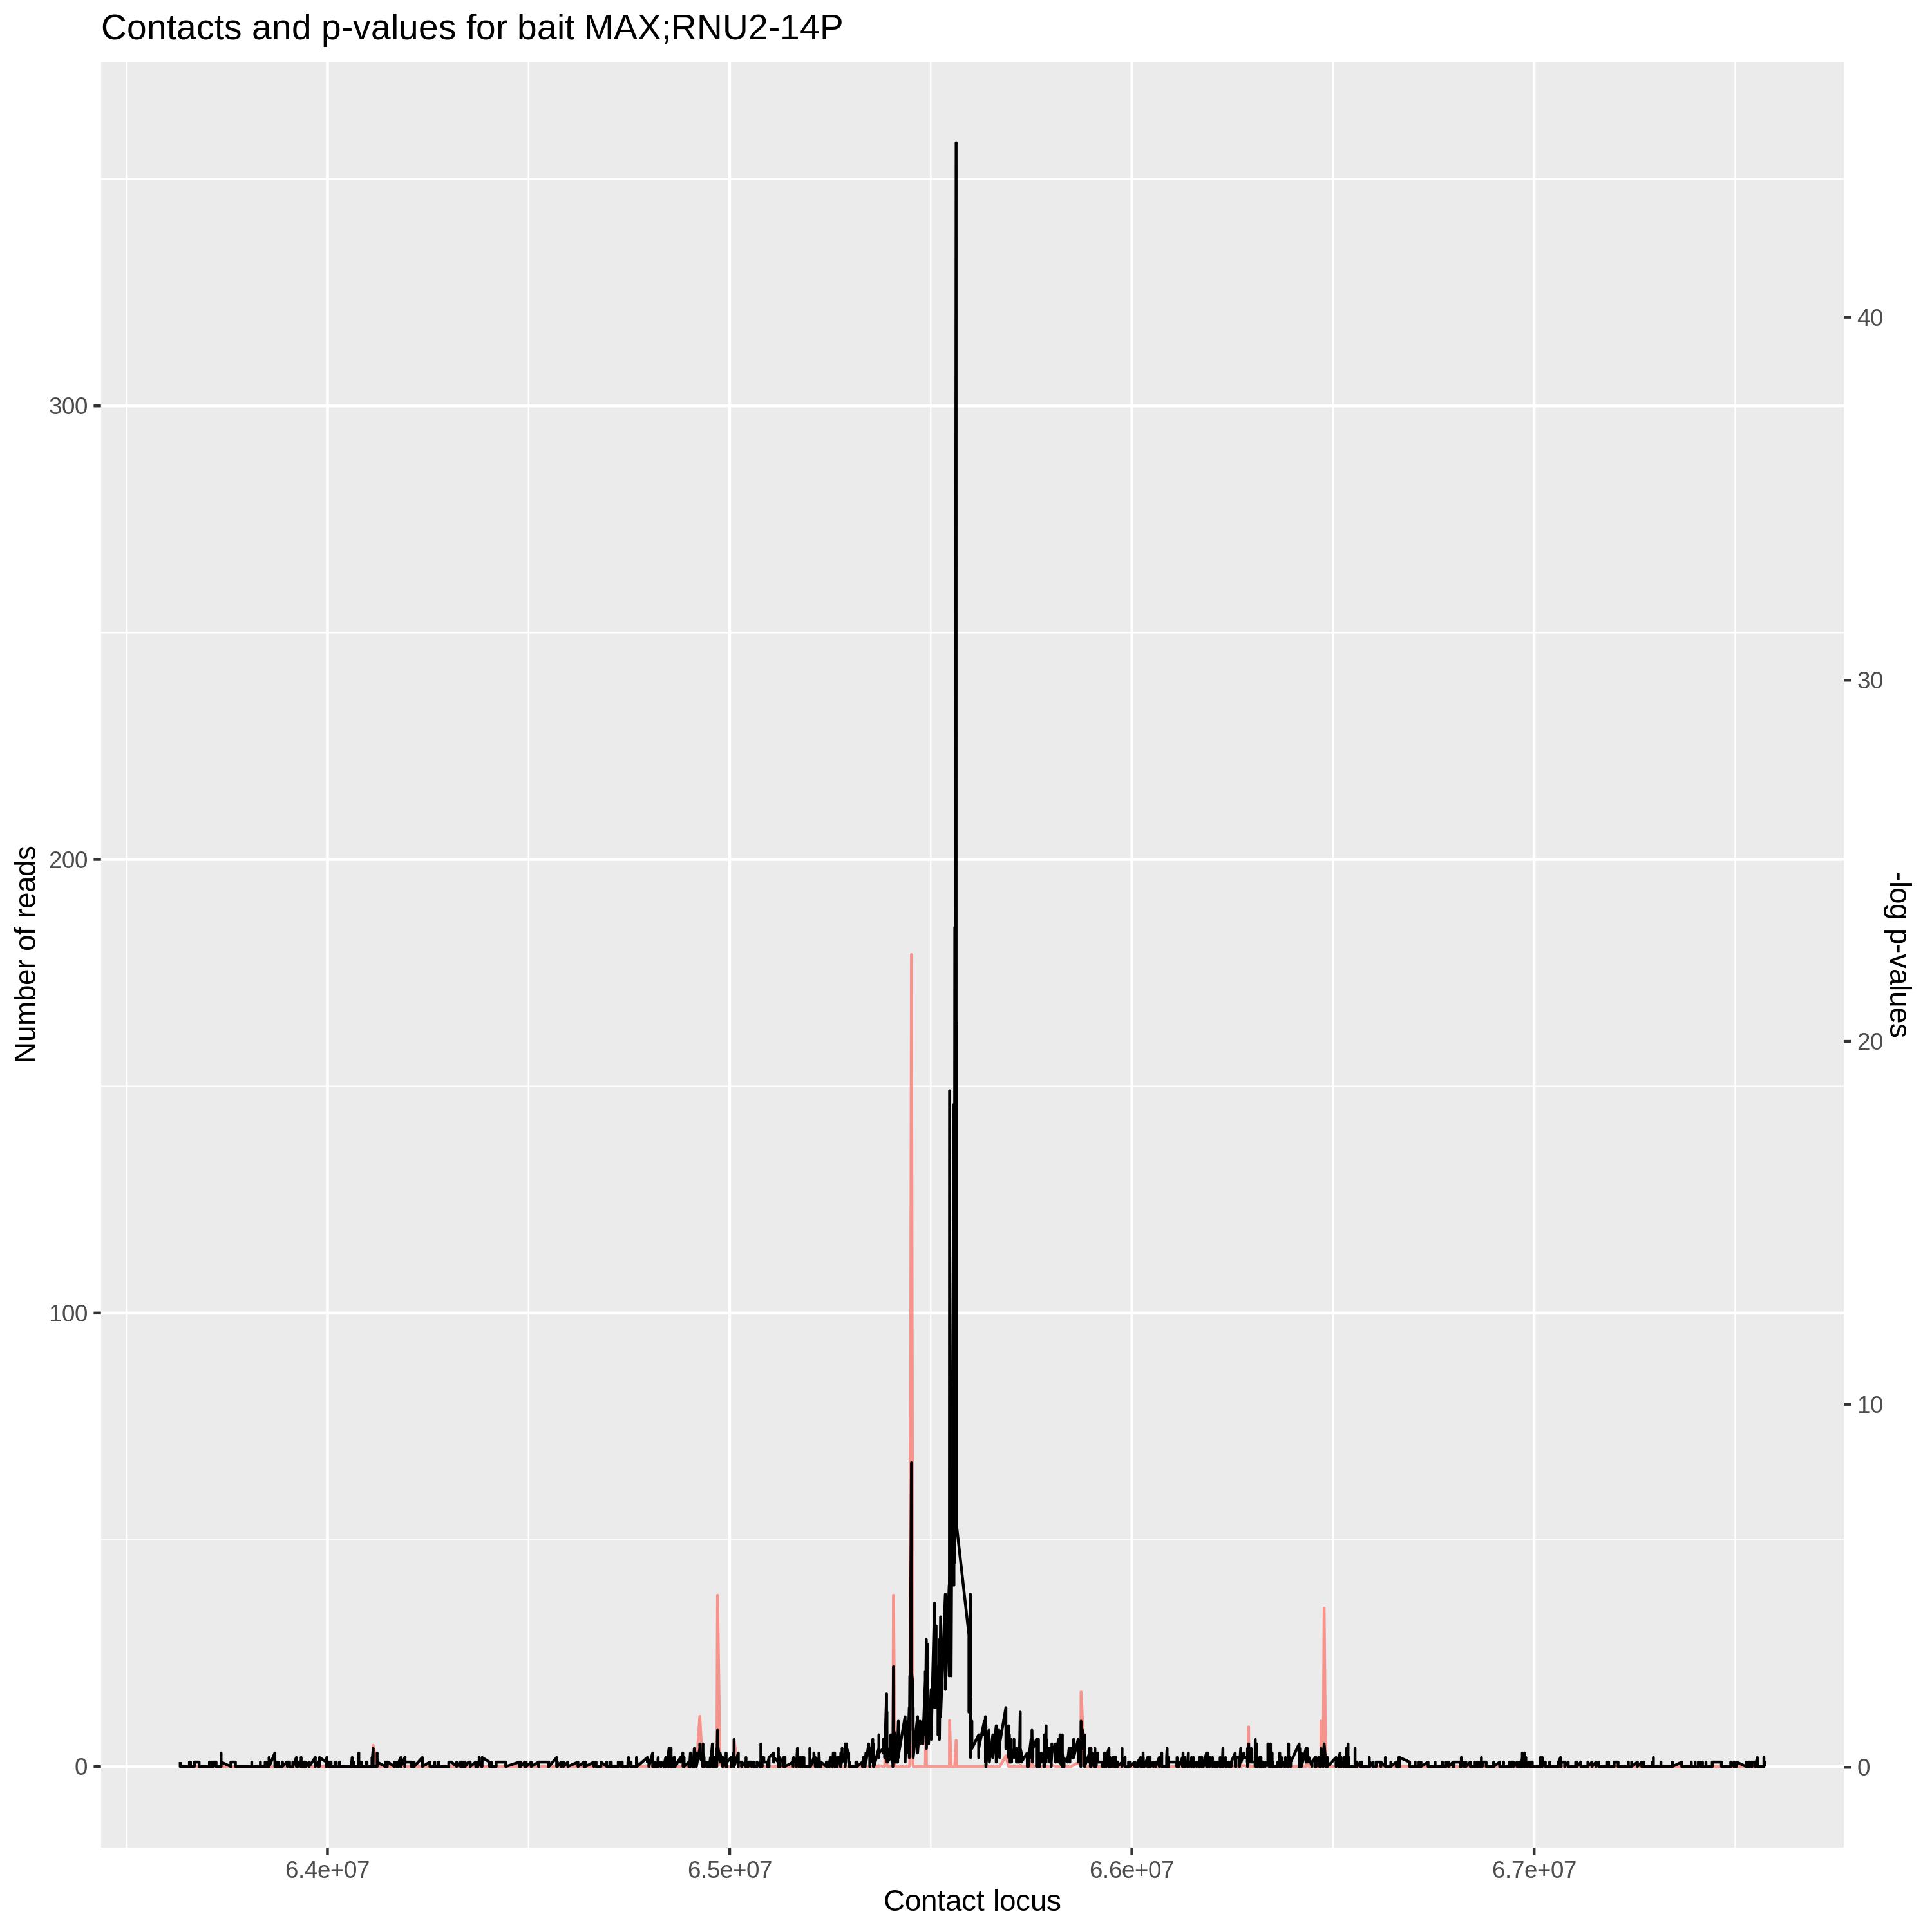 Contacts and p-values for bait MAX;RNU2-14P
300
200
100
0
Number of reads
40
30
20
10
0
-log p-values
6.4e+07
6.5e+07
6.6e+07
6.7e+07
Contact locus